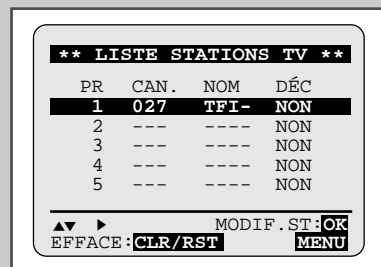 ** LISTE STATIONS TV **
PR CAN. NOM DÉC
1 027 TFI- NON
2 --- ---- NON
3 --- ---- NON
4 --- ---- NON
5 --- ---- NON
▲▼ ▶ MODIF.ST:OK
EFFACE:CLR/RST MENU